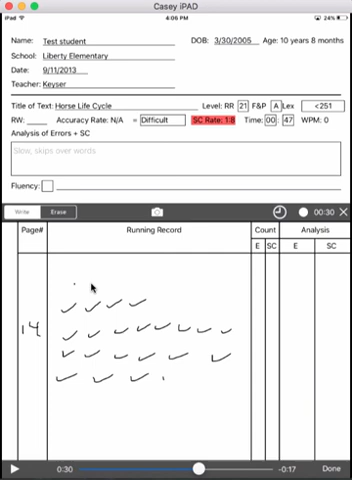 Casey iPAD
iPad 4:06 PM 24%
Name: Test student DOB: 3/30/2005 Age: 10 years 8 months
School: Liberty Elementary
Date: 9/11/2013
Teacher: Keyser
Title of Text: Horse Life Cycle Level: RR 21 F&P A Lex <251
RW: Accuracy Rate: N/A = Difficult SC Rate: 1:8 Time: 00 : 47 WPM: 0
Analysis of Errors + SC
Slow, skips over words
Fluency:
Write Erase 00:30 X
Page# Running Record Count Analysis
E SC E SC
14
0:30 -0:17 Done